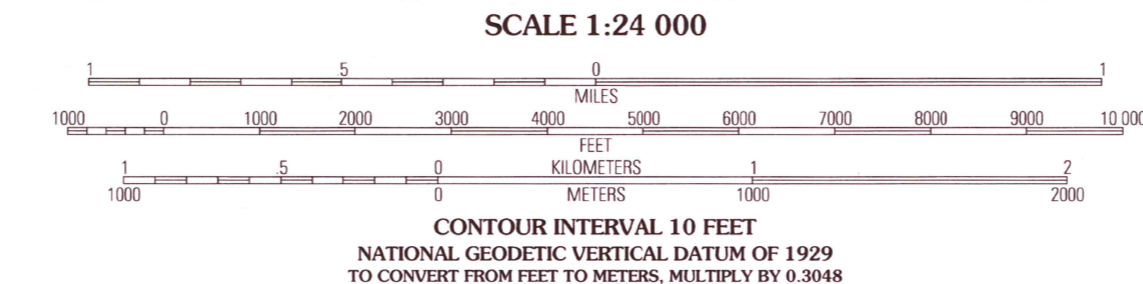 SCALE 1:24 000
1 .5 0 1
MILES
1000 0 1000 2000 3000 4000 5000 6000 7000 8000 9000 10 000
FEET
1 .5 0 KILOMETERS 1 2
1000 0 METERS 1000 2000
CONTOUR INTERVAL 10 FEET
NATIONAL GEODETIC VERTICAL DATUM OF 1929
TO CONVERT FROM FEET TO METERS, MULTIPLY BY 0.3048